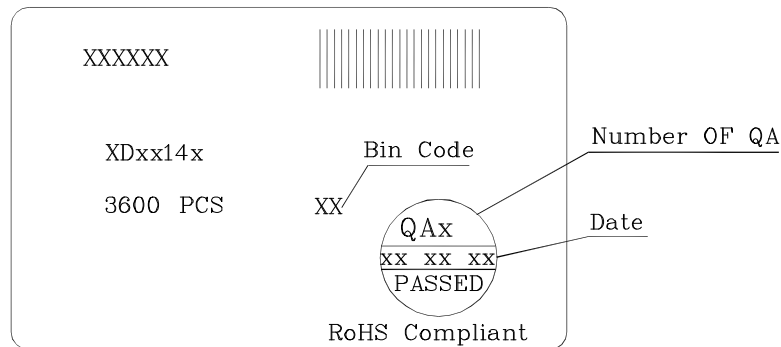 XXXXXX
Number OF QA
XDxx14x
Bin Code
3600 PCS
XX
Date
QAx
xx xx xx
PASSED
RoHS Compliant